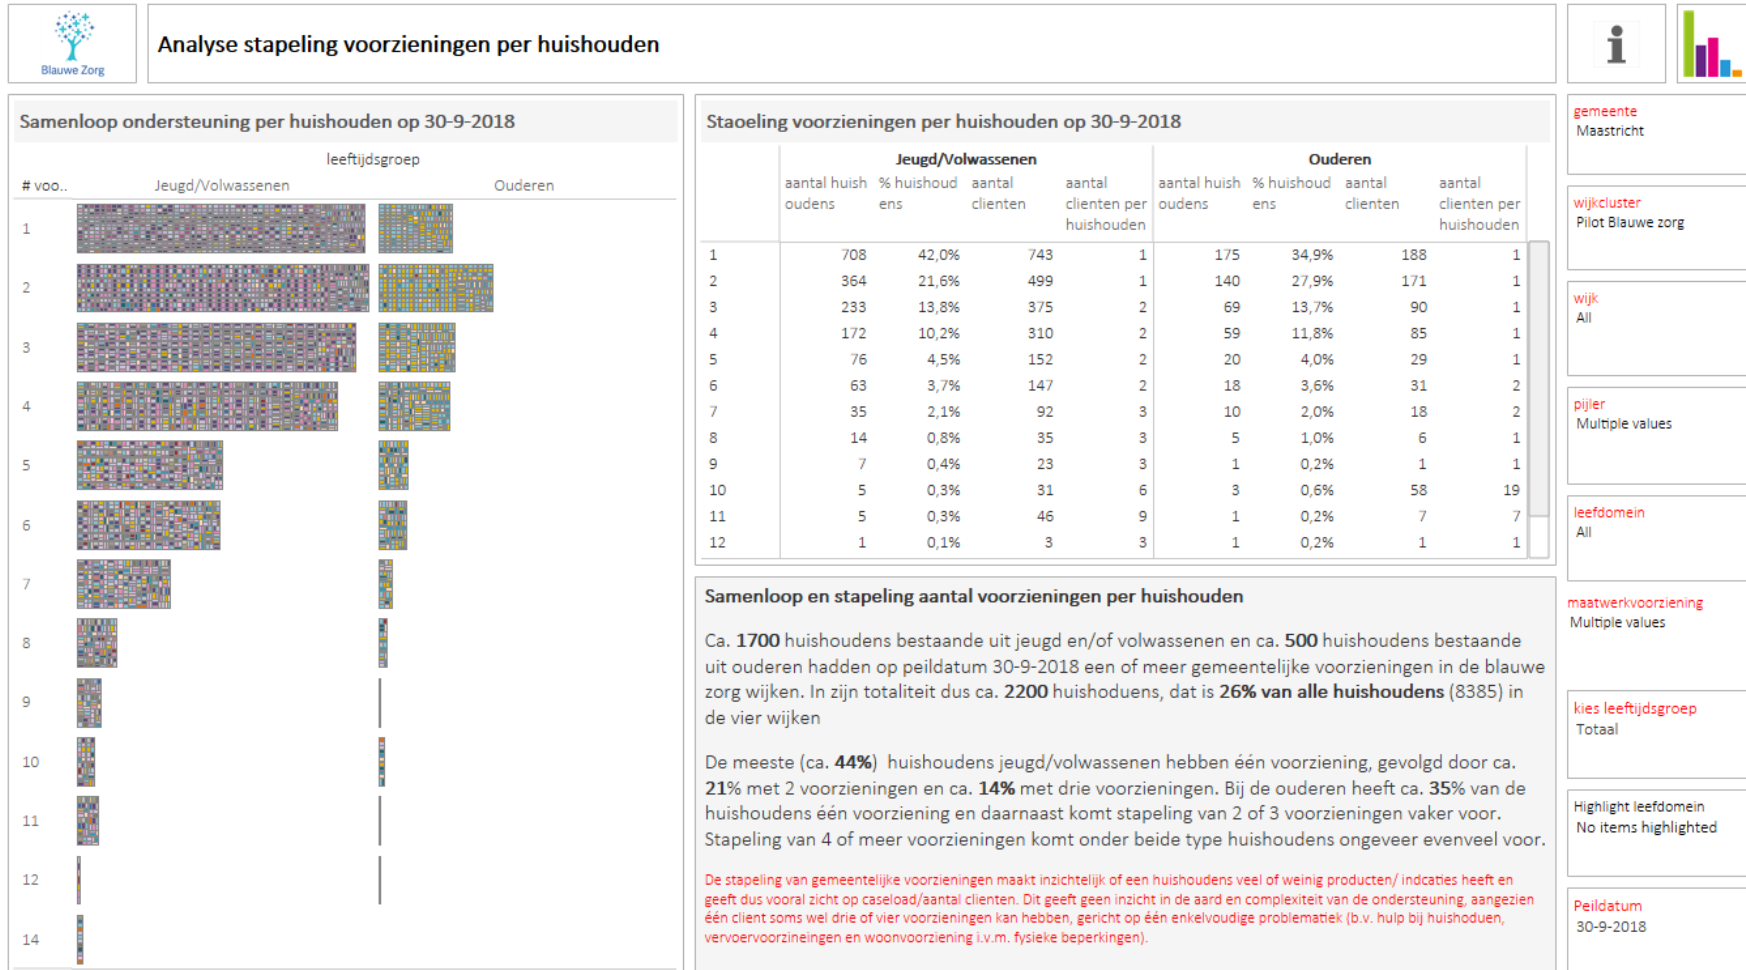 Blauwe Zorg
Analyse stapeling voorzieningen per huishouden
i
Samenloop ondersteuning per huishouden op 30-9-2018
leeftijdsgroep
# voo.. Jeugd/Volwassenen Ouderen
1
2
3
4
5
6
7
8
9
10
11
12
14
Staoeling voorzieningen per huishouden op 30-9-2018
Jeugd/Volwassenen Ouderen
aantal huish % huishoud aantal aantal aantal huish % huishoud aantal aantal
oudens ens clienten clienten per oudens ens clienten clienten per
huishouden huishouden
1 708 42,0% 743 1 175 34,9% 188 1
2 364 21,6% 499 1 140 27,9% 171 1
3 233 13,8% 375 2 69 13,7% 90 1
4 172 10,2% 310 2 59 11,8% 85 1
5 76 4,5% 152 2 20 4,0% 29 1
6 63 3,7% 147 2 18 3,6% 31 2
7 35 2,1% 92 3 10 2,0% 18 2
8 14 0,8% 35 3 5 1,0% 6 1
9 7 0,4% 23 3 1 0,2% 1 1
10 5 0,3% 31 6 3 0,6% 58 19
11 5 0,3% 46 9 1 0,2% 7 7
12 1 0,1% 3 3 1 0,2% 1 1
Samenloop en stapeling aantal voorzieningen per huishouden
Ca. 1700 huishoudens bestaande uit jeugd en/of volwassenen en ca. 500 huishoudens bestaande
uit ouderen hadden op peildatum 30-9-2018 een of meer gemeentelijke voorzieningen in de blauwe
zorg wijken. In zijn totaliteit dus ca. 2200 huishoduens, dat is 26% van alle huishoudens (8385) in
de vier wijken
De meeste (ca. 44%) huishoudens jeugd/volwassenen hebben één voorziening, gevolgd door ca.
21% met 2 voorzieningen en ca. 14% met drie voorzieningen. Bij de ouderen heeft ca. 35% van de
huishoudens één voorziening en daarnaast komt stapeling van 2 of 3 voorzieningen vaker voor.
Stapeling van 4 of meer voorzieningen komt onder beide type huishoudens ongeveer evenveel voor.
De stapeling van gemeentelijke voorzieningen maakt inzichtelijk of een huishoudens veel of weinig producten/ indcaties heeft en
geeft dus vooral zicht op caseload/aantal clienten. Dit geeft geen inzicht in de aard en complexiteit van de ondersteuning, aangezien
één client soms wel drie of vier voorzieningen kan hebben, gericht op één enkelvoudige problematiek (b.v. hulp bij huishoduen,
vervoervoorzineingen en woonvoorziening i.v.m. fysieke beperkingen).
gemeente
Maastricht
wijkcluster
Pilot Blauwe zorg
wijk
All
pijler
Multiple values
leefdomein
All
maatwerkvoorziening
Multiple values
kies leeftijdsgroep
Totaal
Highlight leefdomein
No items highlighted
Peildatum
30-9-2018